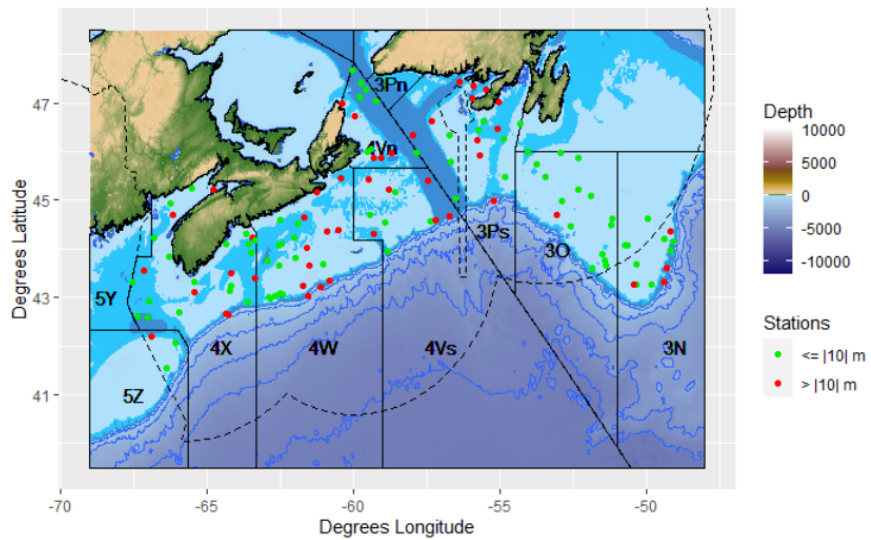 47
45
43
41
-70
-65
-60
-55
-50
Degrees Latitude
Degrees Longitude
3Pn
4Vn
3Ps
3O
5Y
4X
4W
4Vs
3N
5Z
Depth
10000
5000
0
-5000
-10000
Stations
<= |10| m
> |10| m